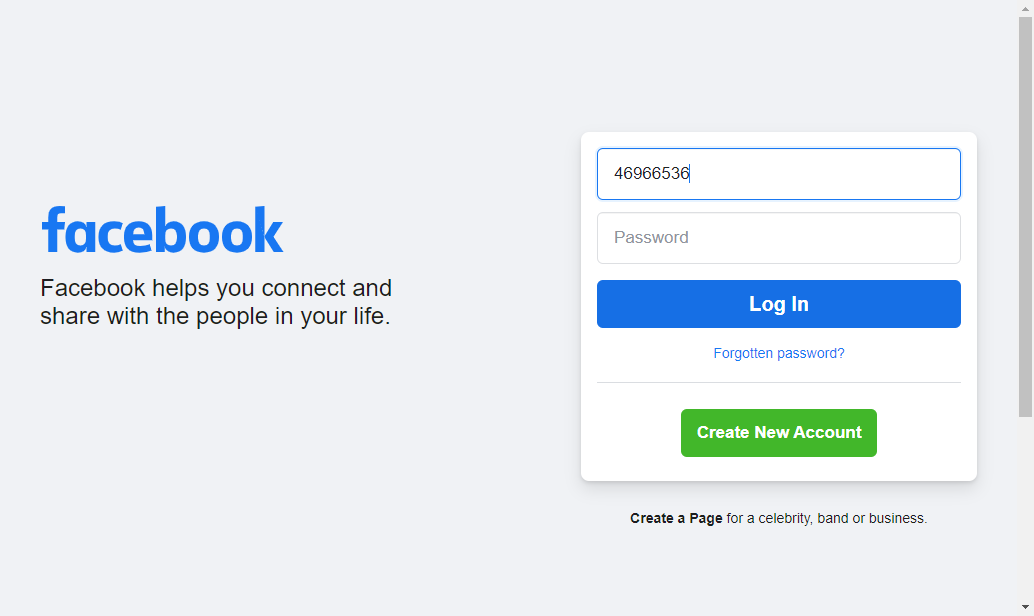 facebook
Facebook helps you connect and
share with the people in your life.
46966536
Password
Log In
Forgotten password?
Create New Account
Create a Page for a celebrity, band or business.